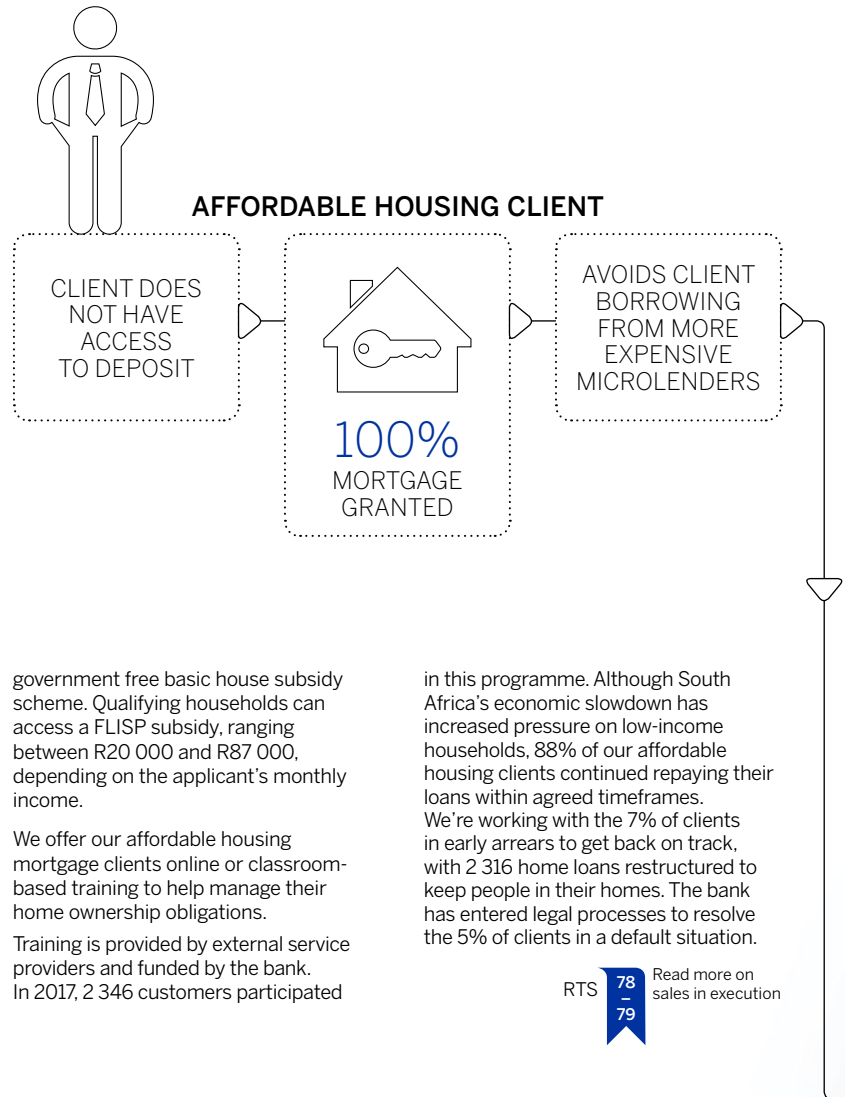 AFFORDABLE HOUSING CLIENT
CLIENT DOES
NOT HAVE
ACCESS
TO DEPOSIT
100%
MORTGAGE
GRANTED
AVOIDS CLIENT
BORROWING
FROM MORE
EXPENSIVE
MICROLENDERS
government free basic house subsidy
scheme. Qualifying households can
access a FLISP subsidy, ranging
between R20 000 and R87 000,
depending on the applicant’s monthly
income.
We offer our affordable housing
mortgage clients online or classroom-
based training to help manage their
home ownership obligations.
Training is provided by external service
providers and funded by the bank.
In 2017, 2 346 customers participated
in this programme. Although South
Africa’s economic slowdown has
increased pressure on low-income
households, 88% of our affordable
housing clients continued repaying their
loans within agreed timeframes.
We’re working with the 7% of clients
in early arrears to get back on track,
with 2 316 home loans restructured to
keep people in their homes. The bank
has entered legal processes to resolve
the 5% of clients in a default situation.
RTS
78
–
79
Read more on
sales in execution